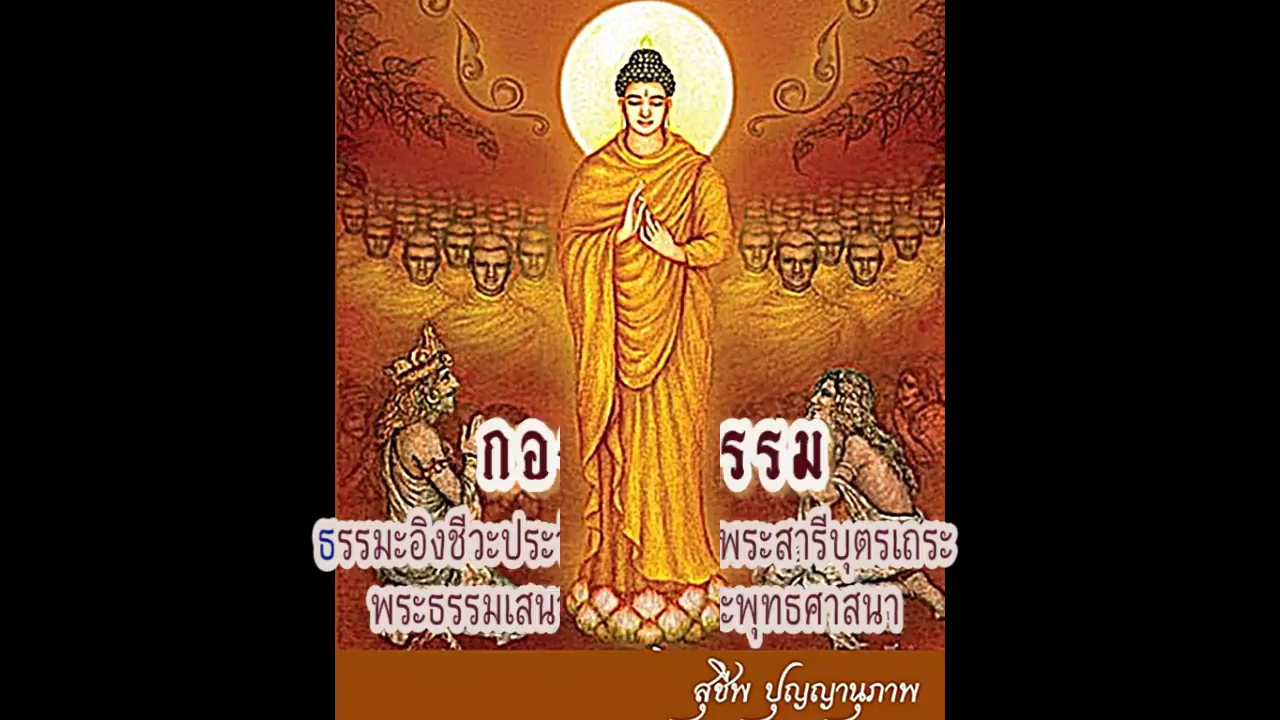 กอ รรม
ธรรมะอิงชีวะประ พระสารีบุตรเถระ
พระธรรมเสนา ะพุทธศาสนา
สุชีพ ปุญญานุภาพ